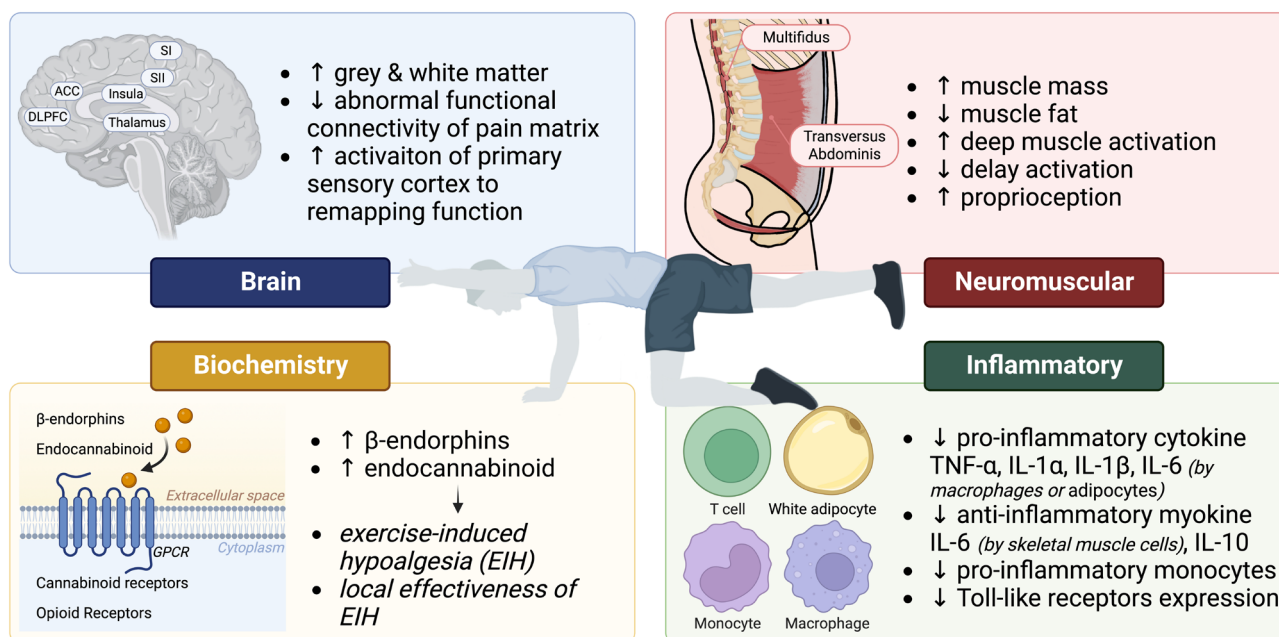 SI
SII
ACC
Insula
DLPFC
Thalamus
• ↑ grey & white matter
• ↓ abnormal functional
connectivity of pain matrix
• ↑ activaiton of primary
sensory cortex to
remapping function
Brain
Multifidus
Transversus
Abdominis
• ↑ muscle mass
• ↓ muscle fat
• ↑ deep muscle activation
• ↓ delay activation
• ↑ proprioception
Neuromuscular
Biochemistry
β-endorphins
Endocannabinoid
Extracellular space
Cytoplasm
GPCR
Cannabinoid receptors
Opioid Receptors
• ↑ β-endorphins
• ↑ endocannabinoid
• exercise-induced
hypoalgesia (EIH)
• local effectiveness of
EIH
Inflammatory
T cell
White adipocyte
Monocyte
Macrophage
• ↓ pro-inflammatory cytokine
TNF-α, IL-1α, IL-1β, IL-6 (by
macrophages or adipocytes)
• ↓ anti-inflammatory myokine
IL-6 (by skeletal muscle cells), IL-10
• ↓ pro-inflammatory monocytes
• ↓ Toll-like receptors expression